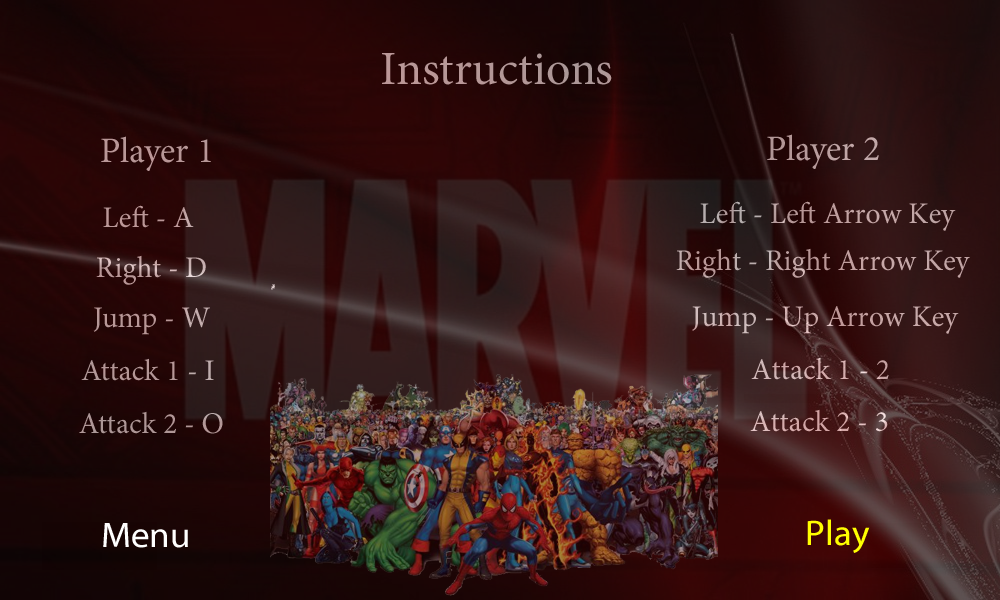 Instructions
Player 1
Left - A
Right - D
Jump - W
Attack 1 - I
Attack 2 - O
Player 2
Left - Left Arrow Key
Right - Right Arrow Key
Jump - Up Arrow Key
Attack 1 - 2
Attack 2 - 3
MARVEL
TM
Menu
Play